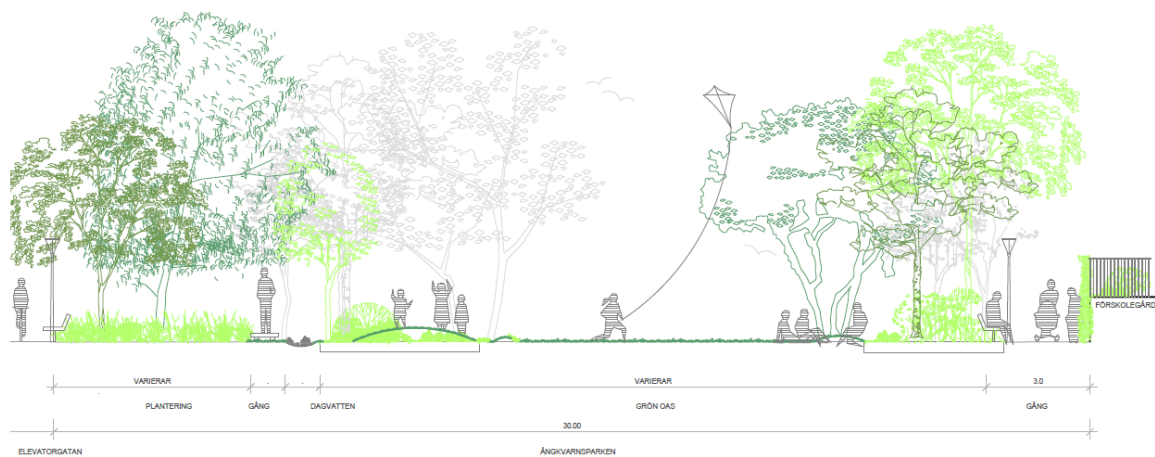 FÖRSKOLEGÅRD
VARIERAR . . VARIERAR 3.0
PLANTERING GÅNG DAGVATTEN GRÖN OAS GÅNG
30.00
ELEVATORGATAN ÅNGKVARNSPARKEN